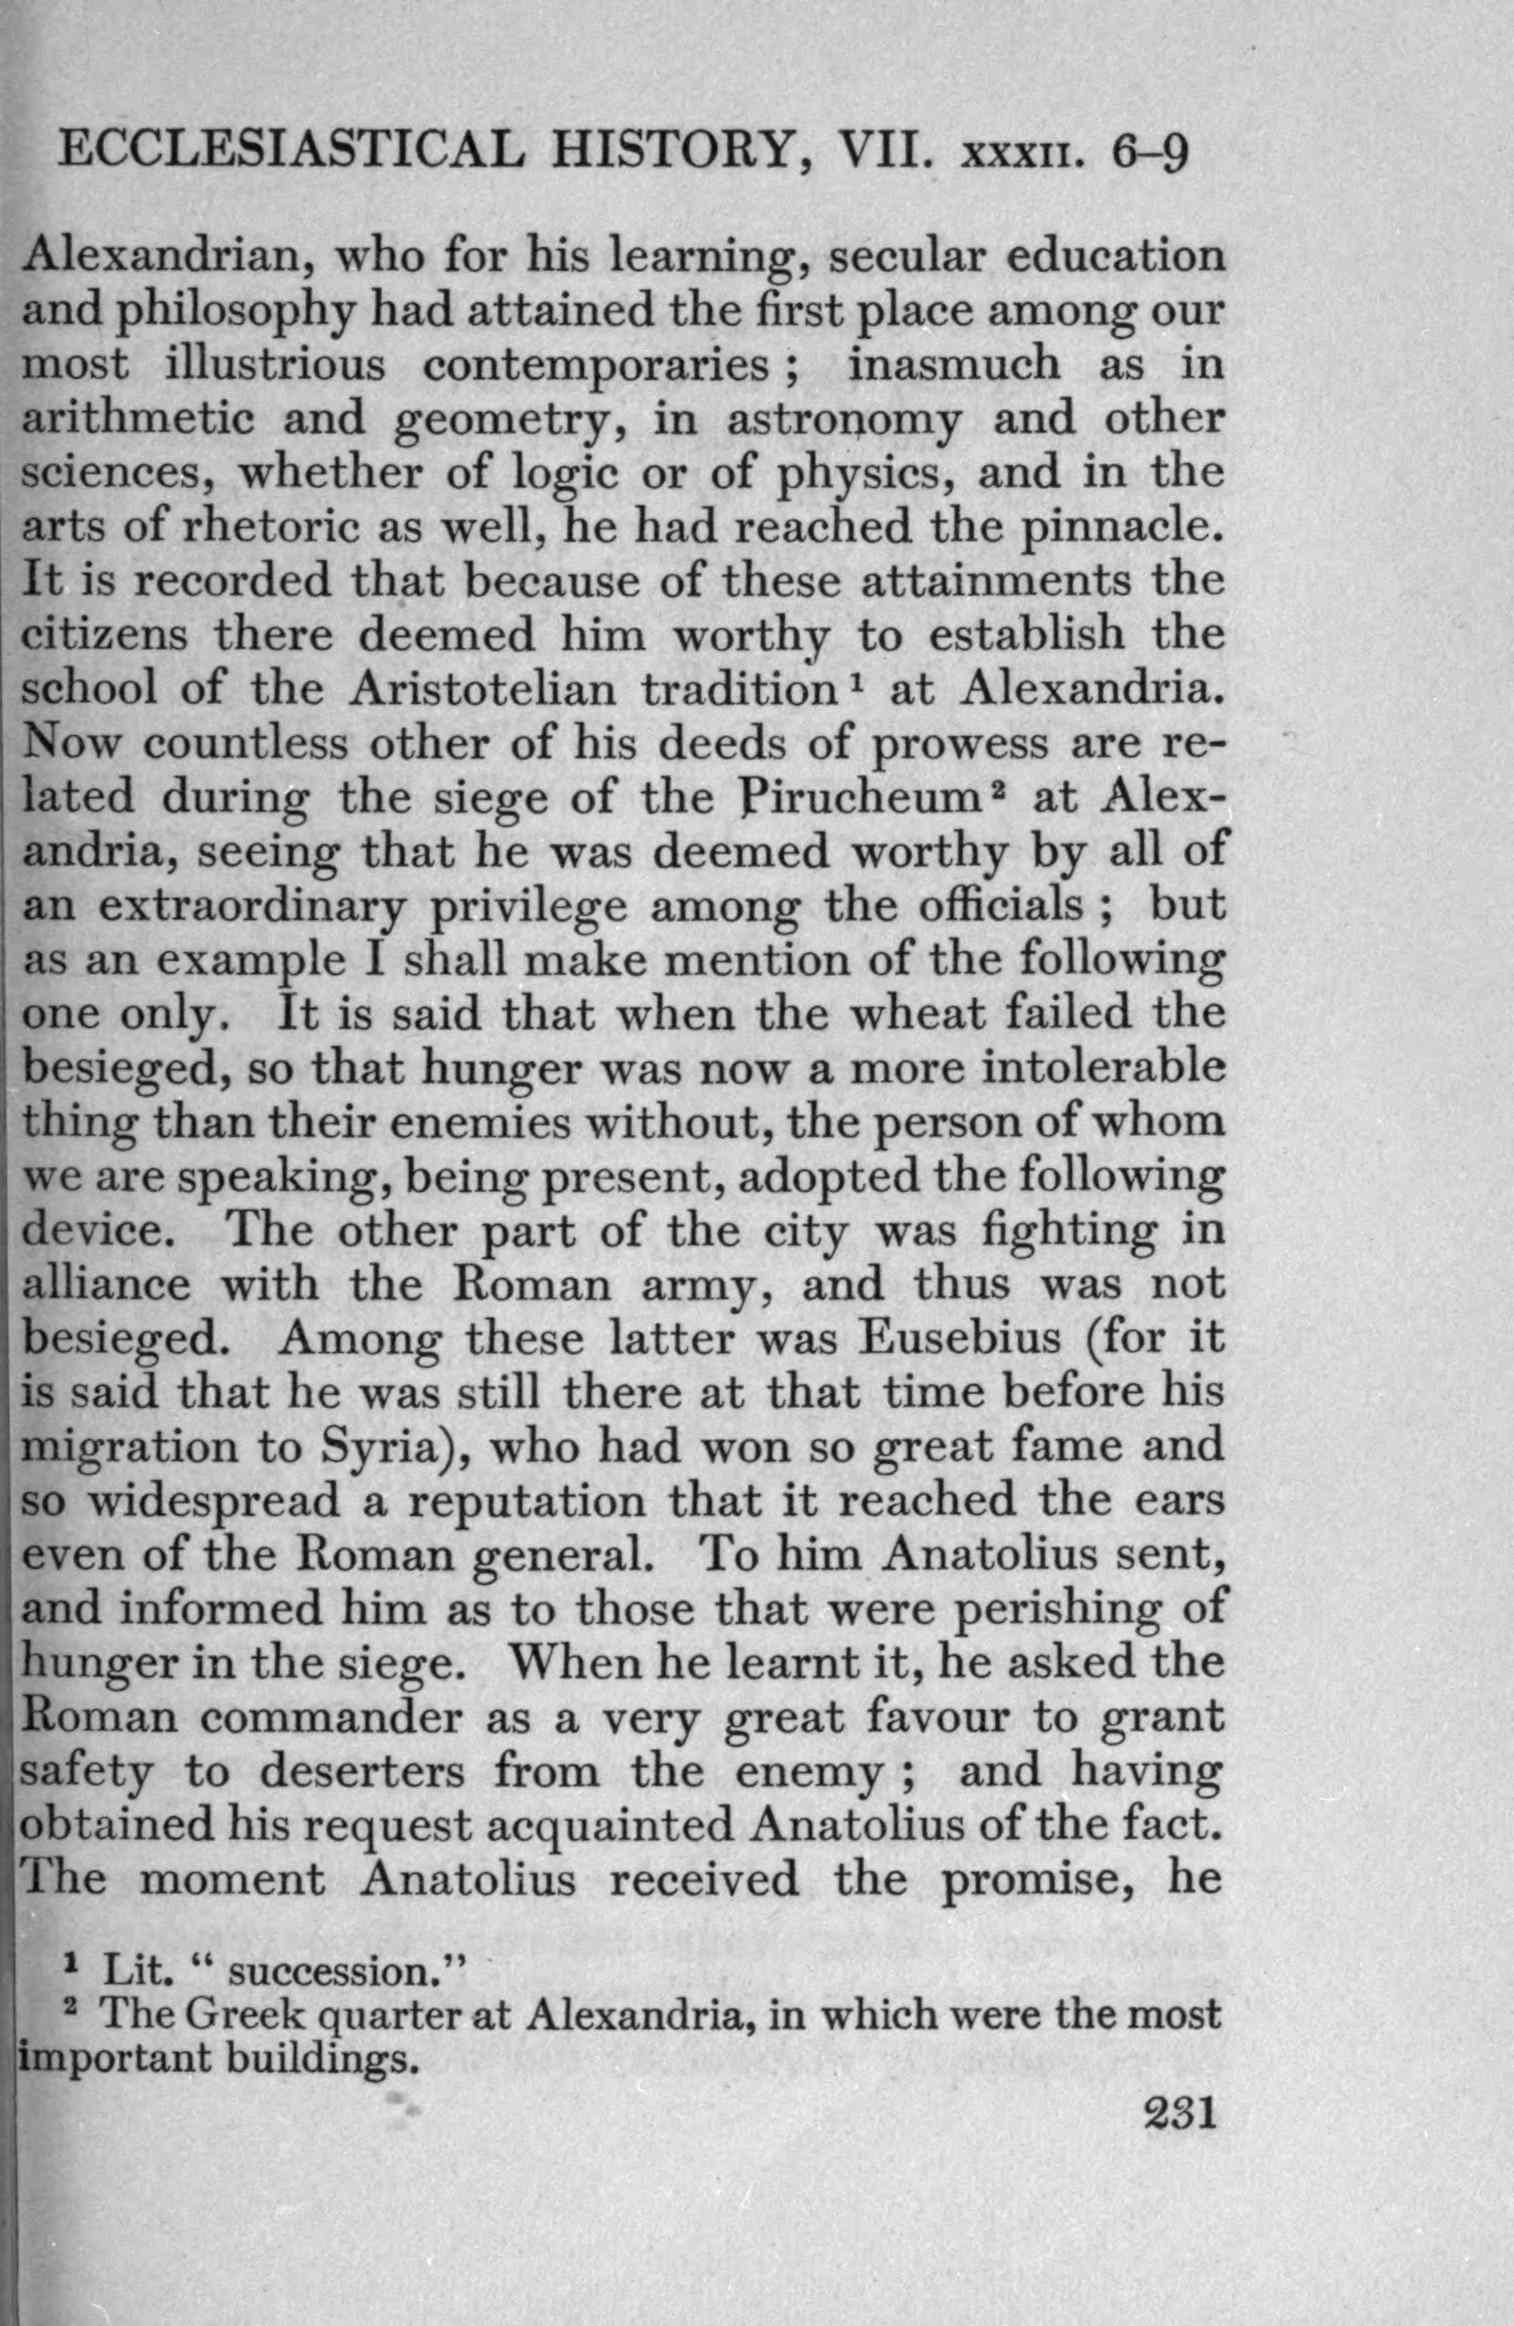 ECCLESIASTICAL HISTORY, VII. XXXII. 6–9
Alexandrian, who for his learning, secular education
and philosophy had attained the first place among our
most illustrious contemporaries ; inasmuch as in
arithmetic and geometry, in astronomy and other
sciences, whether of logic or of physics, and in the
arts of rhetoric as well, he had reached the pinnacle.
It is recorded that because of these attainments the
citizens there deemed him worthy to establish the
school of the Aristotelian tradition ¹ at Alexandria.
Now countless other of his deeds of prowess are re-
lated during the siege of the Pirucheum ² at Alex-
andria, seeing that he was deemed worthy by all of
an extraordinary privilege among the officials ; but
as an example I shall make mention of the following
one only. It is said that when the wheat failed the
besieged, so that hunger was now a more intolerable
thing than their enemies without, the person of whom
we are speaking, being present, adopted the following
device. The other part of the city was fighting in
alliance with the Roman army, and thus was not
besieged. Among these latter was Eusebius (for it
is said that he was still there at that time before his
migration to Syria), who had won so great fame and
so widespread a reputation that it reached the ears
even of the Roman general. To him Anatolius sent,
and informed him as to those that were perishing of
hunger in the siege. When he learnt it, he asked the
Roman commander as a very great favour to grant
safety to deserters from the enemy ; and having
obtained his request acquainted Anatolius of the fact.
The moment Anatolius received the promise, he
¹ Lit. “ succession.”
² The Greek quarter at Alexandria, in which were the most
important buildings.
231